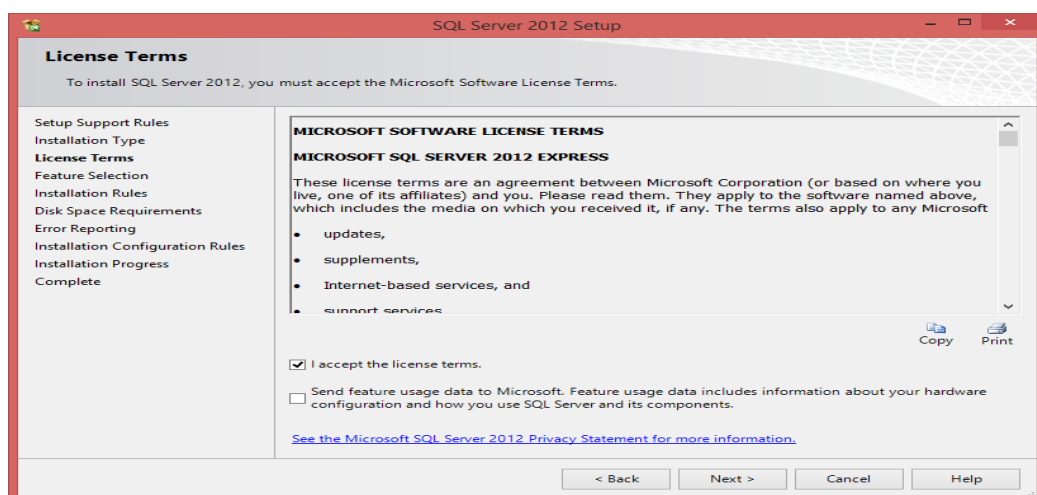 SQL Server 2012 Setup
License Terms
To install SQL Server 2012, you must accept the Microsoft Software License Terms.
Setup Support Rules
Installation Type
License Terms
Feature Selection
Installation Rules
Disk Space Requirements
Error Reporting
Installation Configuration Rules
Installation Progress
Complete
MICROSOFT SOFTWARE LICENSE TERMS
MICROSOFT SQL SERVER 2012 EXPRESS
These license terms are an agreement between Microsoft Corporation (or based on where you
live, one of its affiliates) and you. Please read them. They apply to the software named above,
which includes the media on which you received it, if any. The terms also apply to any Microsoft
• updates,
• supplements,
• Internet-based services, and
• support services
Copy Print
I accept the license terms.
Send feature usage data to Microsoft. Feature usage data includes information about your hardware
configuration and how you use SQL Server and its components.
See the Microsoft SQL Server 2012 Privacy Statement for more information.
< Back Next > Cancel Help